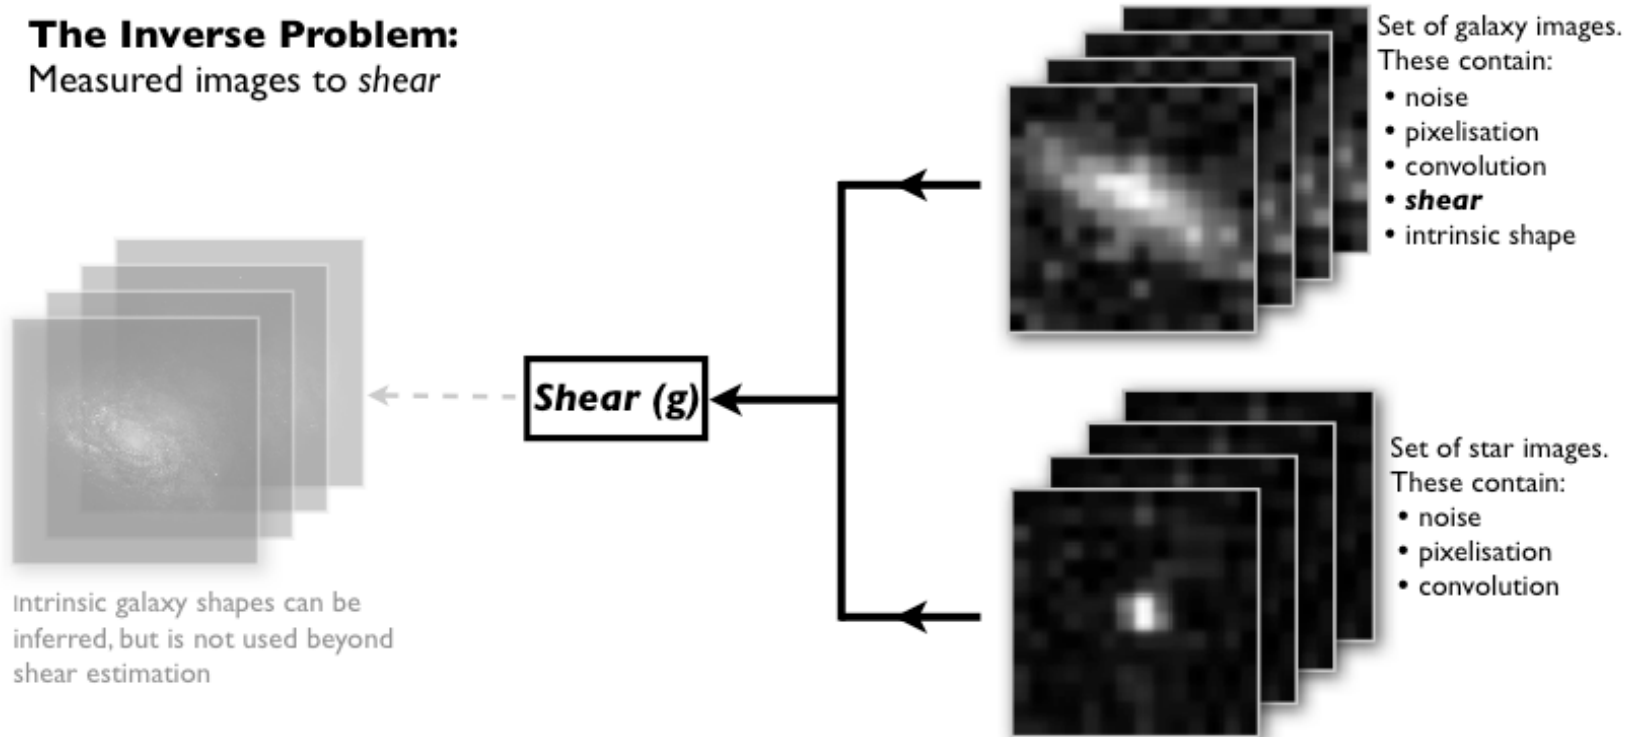 The Inverse Problem:
Measured images to shear
Set of galaxy images.
These contain:
• noise
• pixelisation
• convolution
• shear
• intrinsic shape
Shear (g)
Set of star images.
These contain:
• noise
• pixelisation
• convolution
Intrinsic galaxy shapes can be
inferred, but is not used beyond
shear estimation